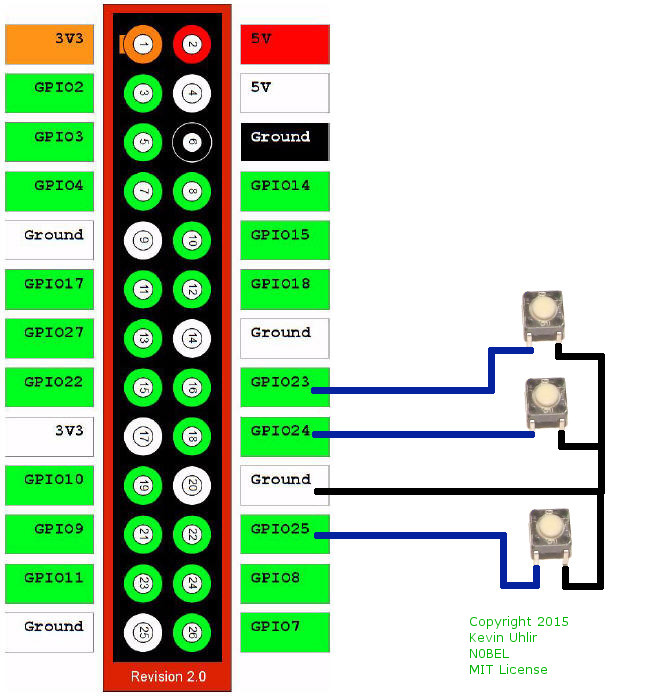 3V3 1 2 5V
GPIO2 3 4 5V
GPIO3 5 6 Ground
GPIO4 7 8 GPIO14
Ground 9 10 GPIO15
GPIO17 11 12 GPIO18
GPIO27 13 14 Ground
GPIO22 15 16 GPIO23
3V3 17 18 GPIO24
GPIO10 19 20 Ground
GPIO9 21 22 GPIO25
GPIO11 23 24 GPIO8
Ground 25 26 GPIO7
Revision 2.0
Copyright 2015
Kevin Uhlir
N0BEL
MIT License